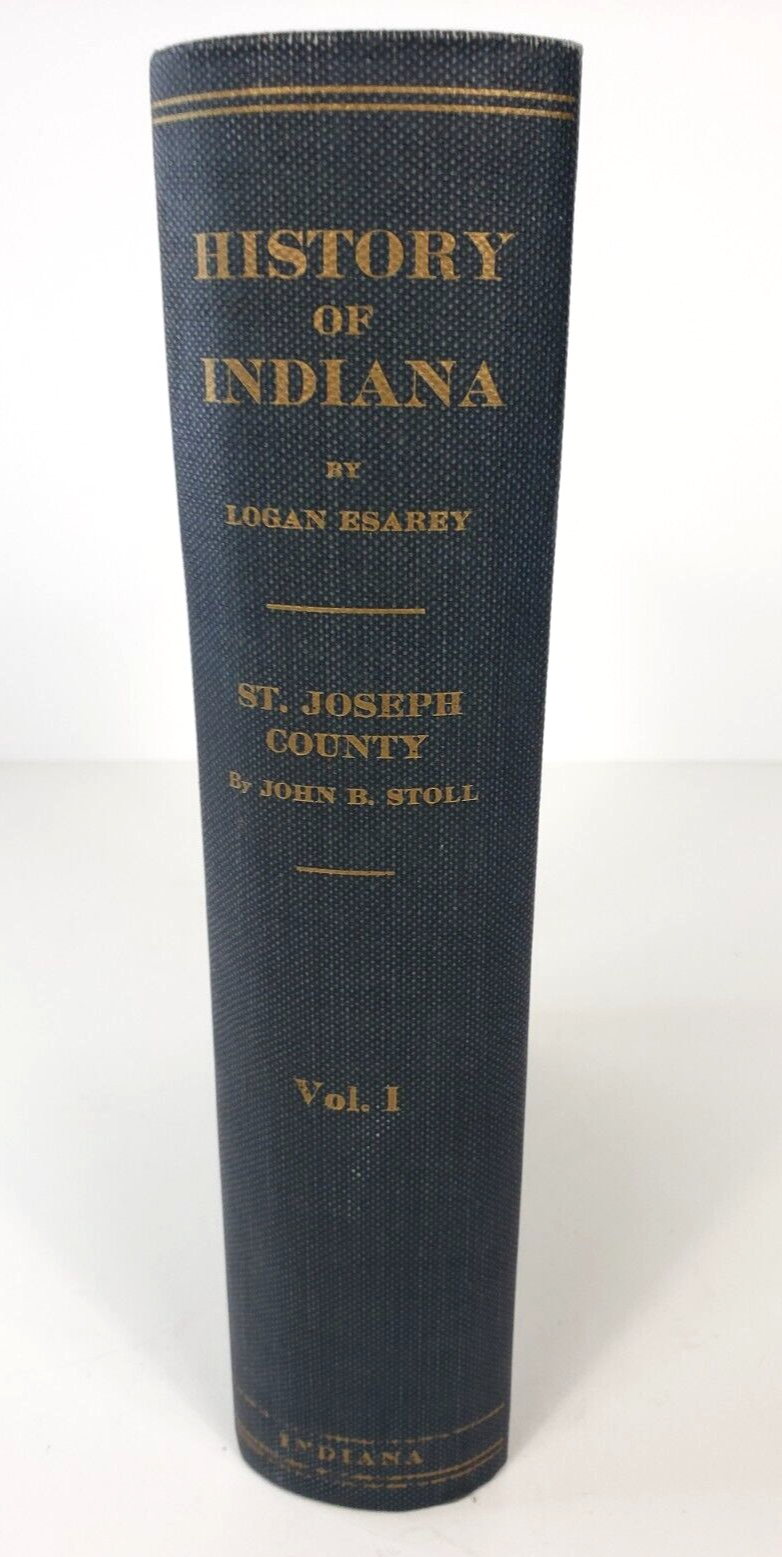 HISTORY
OF
INDIANA
BY
LOGAN ESAREY
ST. JOSEPH
COUNTY
By JOHN B. STOLL
Vol. I
INDIANA